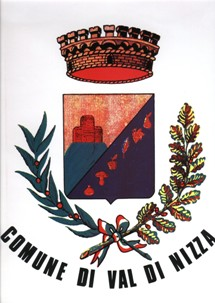 COMUNE DI VAL DI NIZZA